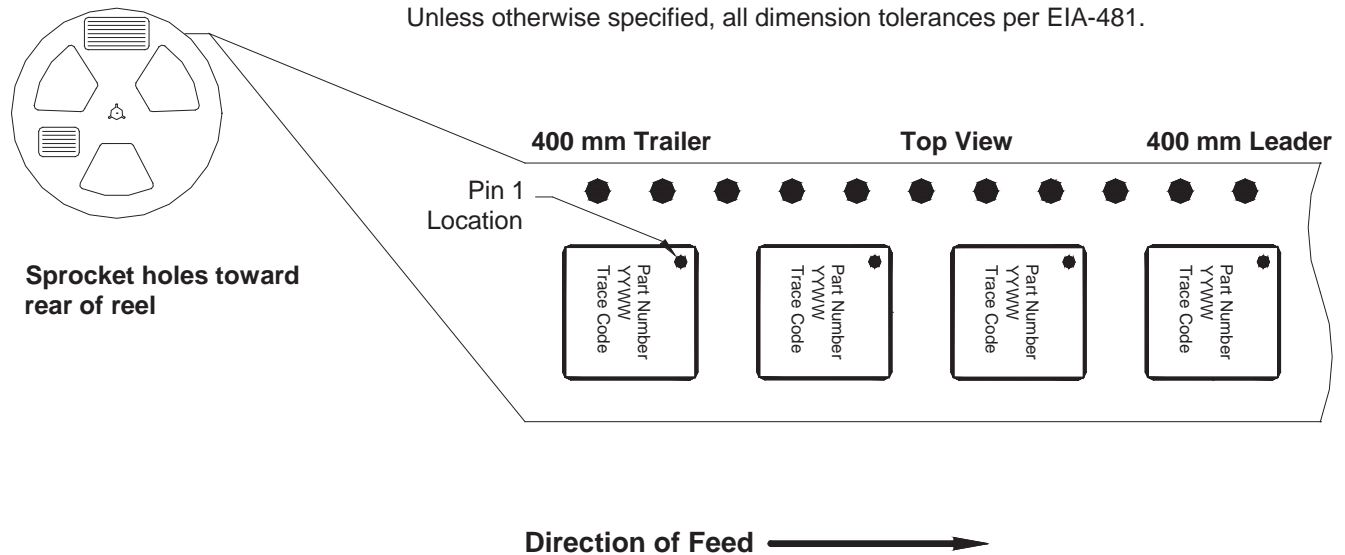 Unless otherwise specified, all dimension tolerances per EIA-481.
400 mm Trailer
Top View
400 mm Leader
Pin 1
Location
Sprocket holes toward
rear of reel
Part Number
YYWW
Trace Code
Part Number
YYWW
Trace Code
Part Number
YYWW
Trace Code
Part Number
YYWW
Trace Code
Direction of Feed